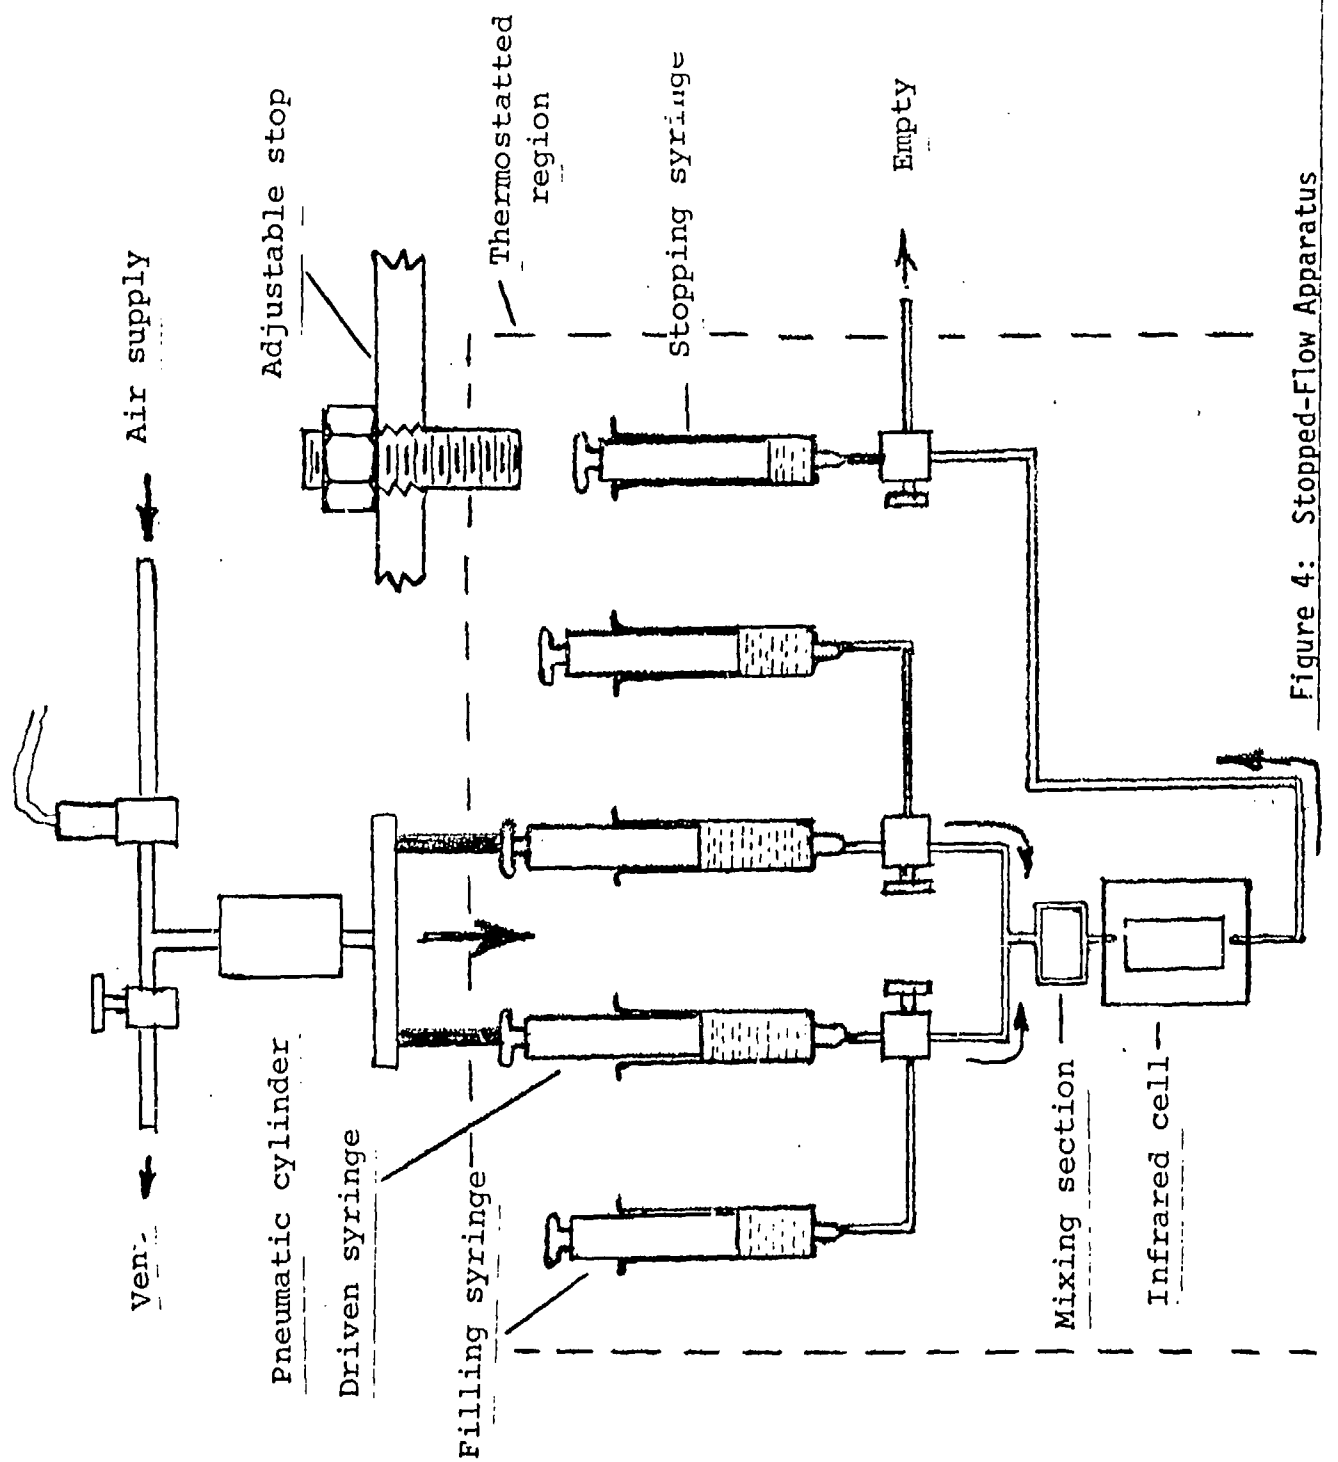 Air supply
Adjustable stop
Thermostatted
region
Stopping syringe
Empty
Pneumatic cylinder
Driven syringe
Filling syringe
Mixing section
Infrared cell
Figure 4: Stopped-Flow Apparatus